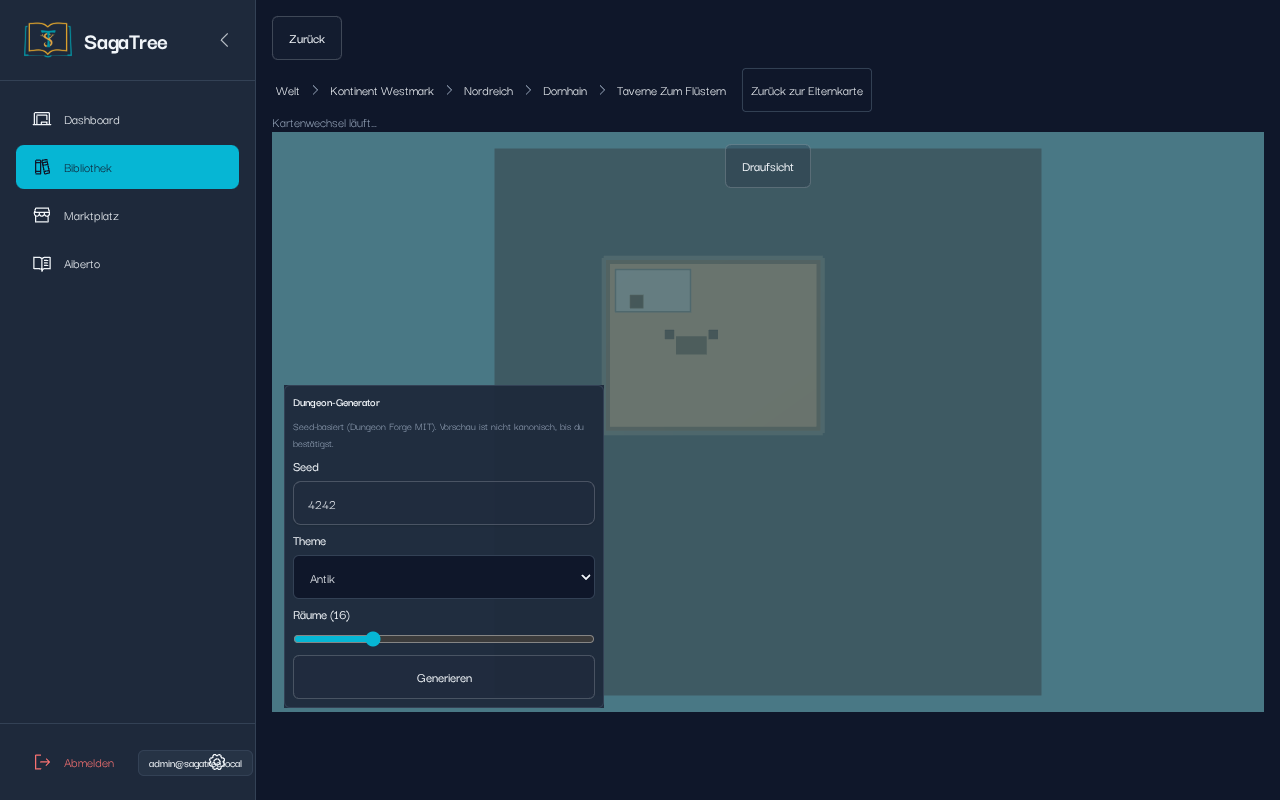 SagaTree
Dashboard
Bibliothek
Marktplatz
Alberto
Abmelden
Zurück
Welt Kontinent Westmark Nordreich Dornhain Taverne Zum Flüstern Zurück zur Elternkarte
Kartenwechsel läuft...
Draufsicht
Dungeon-Generator
Seed-basiert (Dungeon Forge MIT). Vorschau ist nicht kanonisch, bis du
bestätigst.
Seed
4242
Theme
Antik
Räume (16)
Generieren